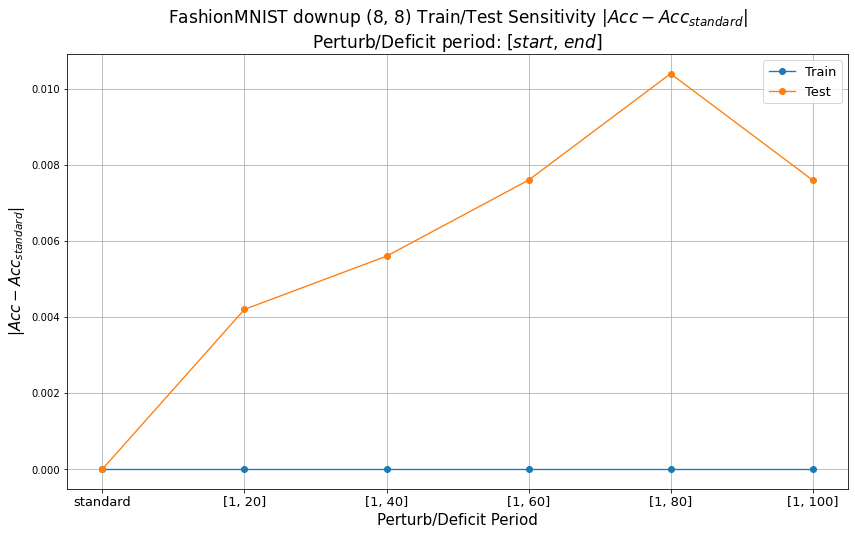 FashionMNIST downup (8, 8) Train/Test Sensitivity |Acc − Acc_standard|
Perturb/Deficit period: [start, end]
Train
Test
|Acc − Acc_standard|
0.010
0.008
0.006
0.004
0.002
0.000
standard [1, 20] [1, 40] [1, 60] [1, 80] [1, 100]
Perturb/Deficit Period